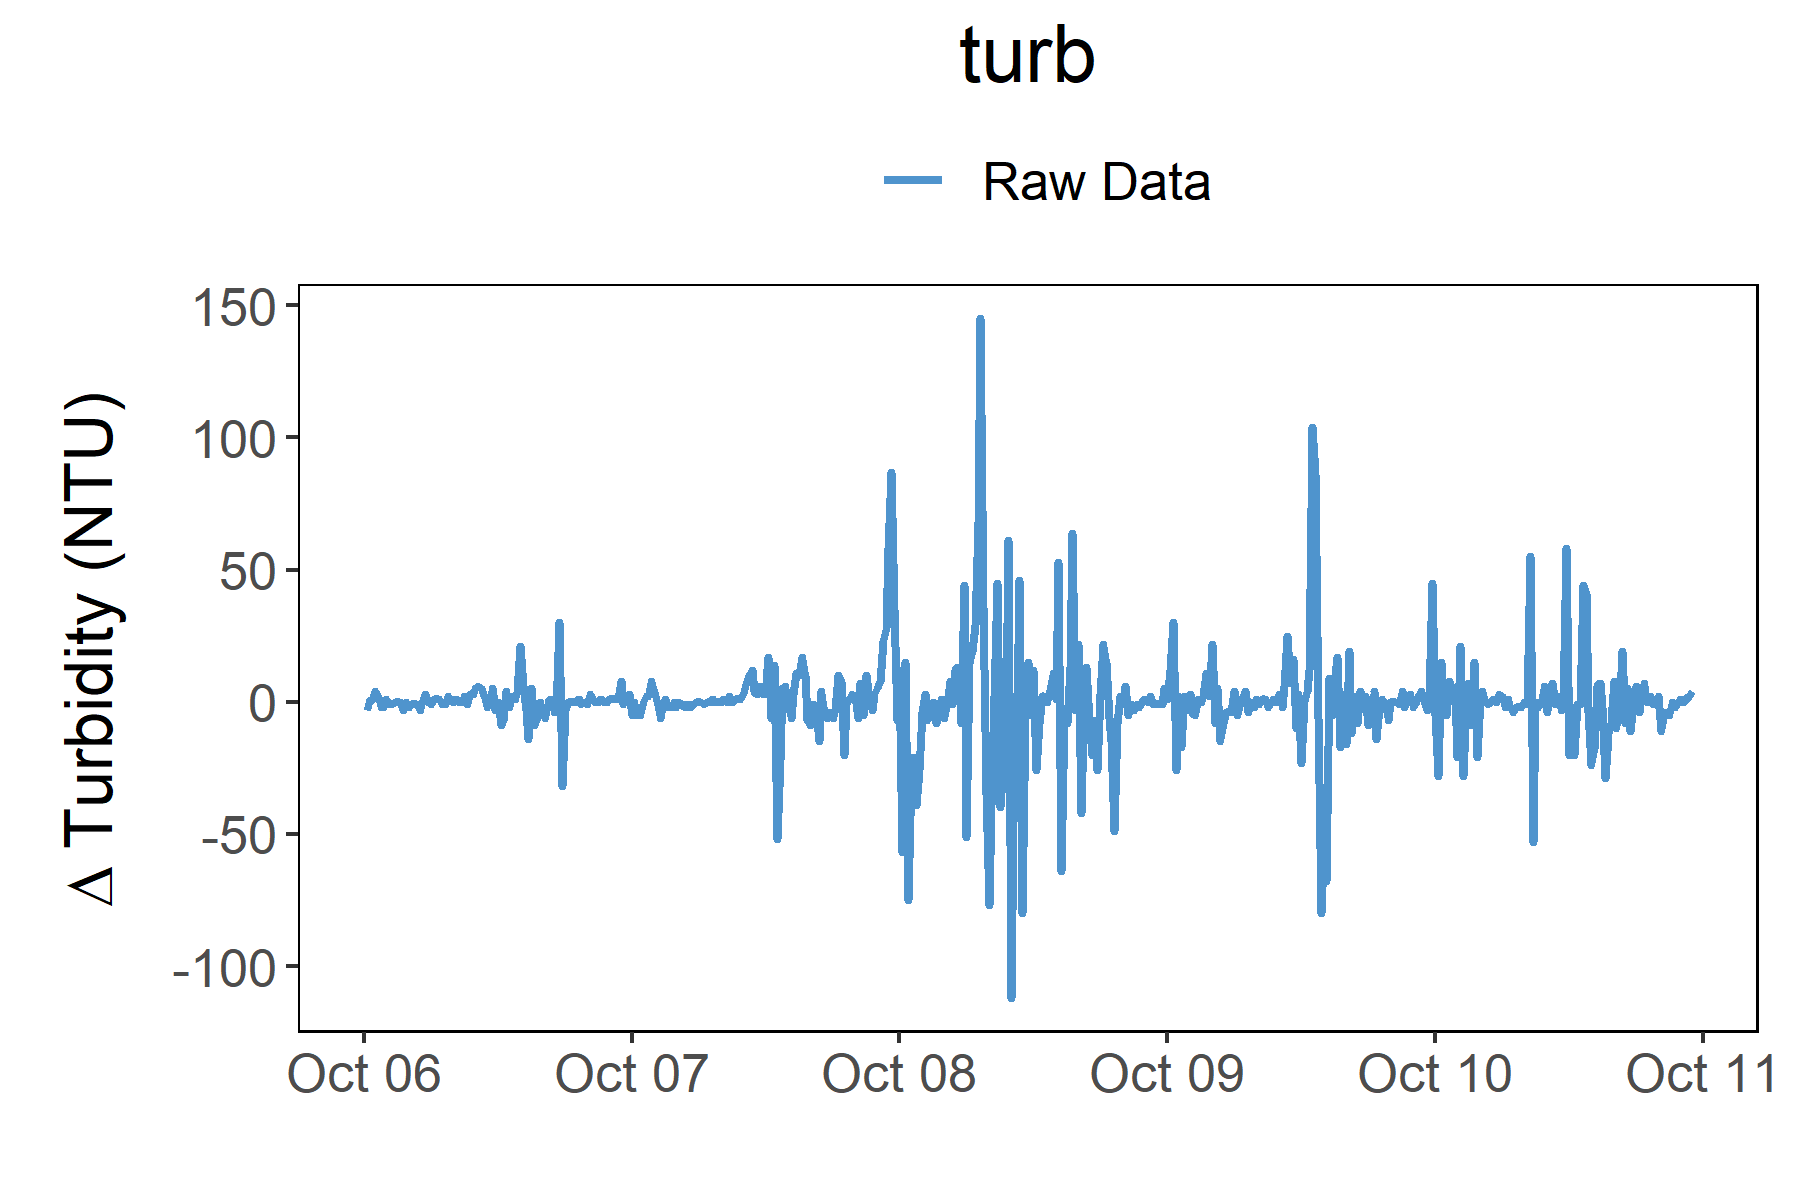 turb
Raw Data
Δ Turbidity (NTU)
150
100
50
0
-50
-100
Oct 06
Oct 07
Oct 08
Oct 09
Oct 10
Oct 11